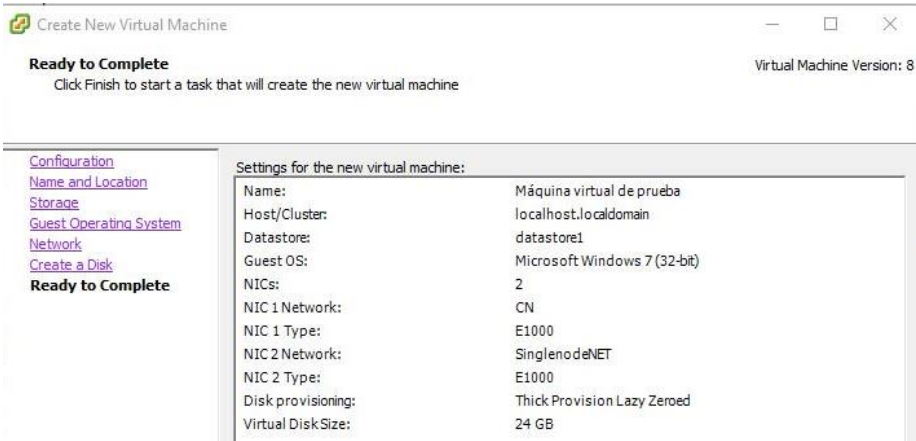 Create New Virtual Machine
Ready to Complete
Virtual Machine Version: 8
Click Finish to start a task that will create the new virtual machine
Configuration
Name and Location
Storage
Guest Operating System
Network
Create a Disk
Ready to Complete
Settings for the new virtual machine:
Name: Máquina virtual de prueba
Host/Cluster: localhost.localdomain
Datastore: datastore1
Guest OS: Microsoft Windows 7 (32-bit)
NICs: 2
NIC 1 Network: CN
NIC 1 Type: E1000
NIC 2 Network: SinglenodeNET
NIC 2 Type: E1000
Disk provisioning: Thick Provision Lazy Zeroed
Virtual Disk Size: 24 GB